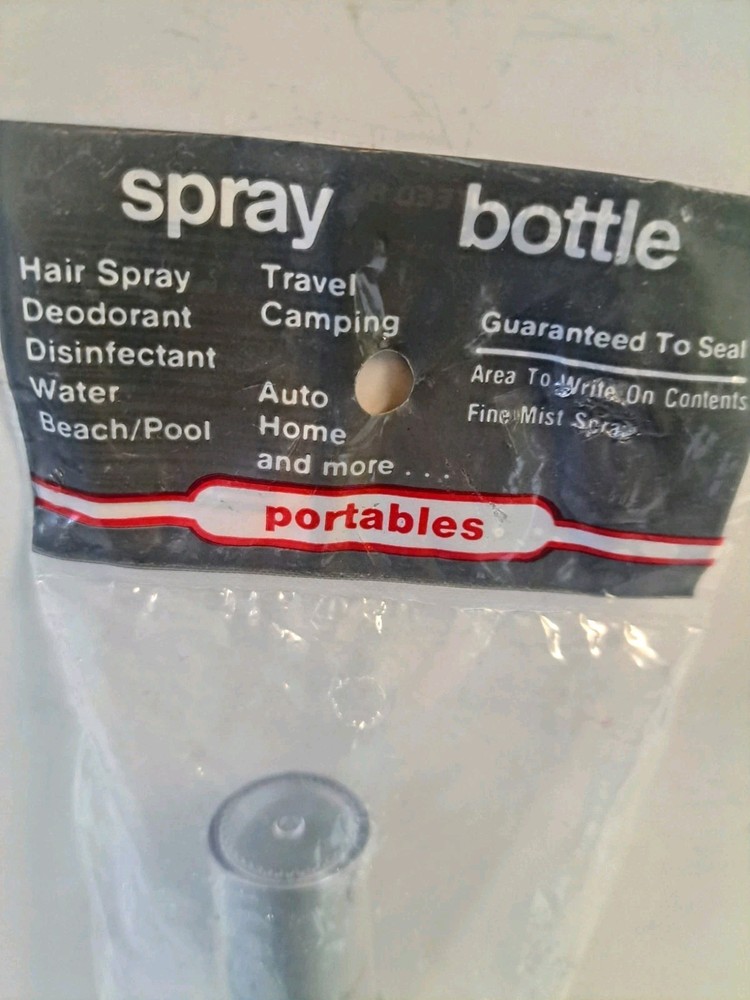 spray bottle
Hair Spray
Deodorant
Disinfectant
Water
Beach/Pool
Travel
Camping
Auto
Home
and more . . .
Guaranteed To Seal
Area To Write On Contents
Fine Mist Spray
portables